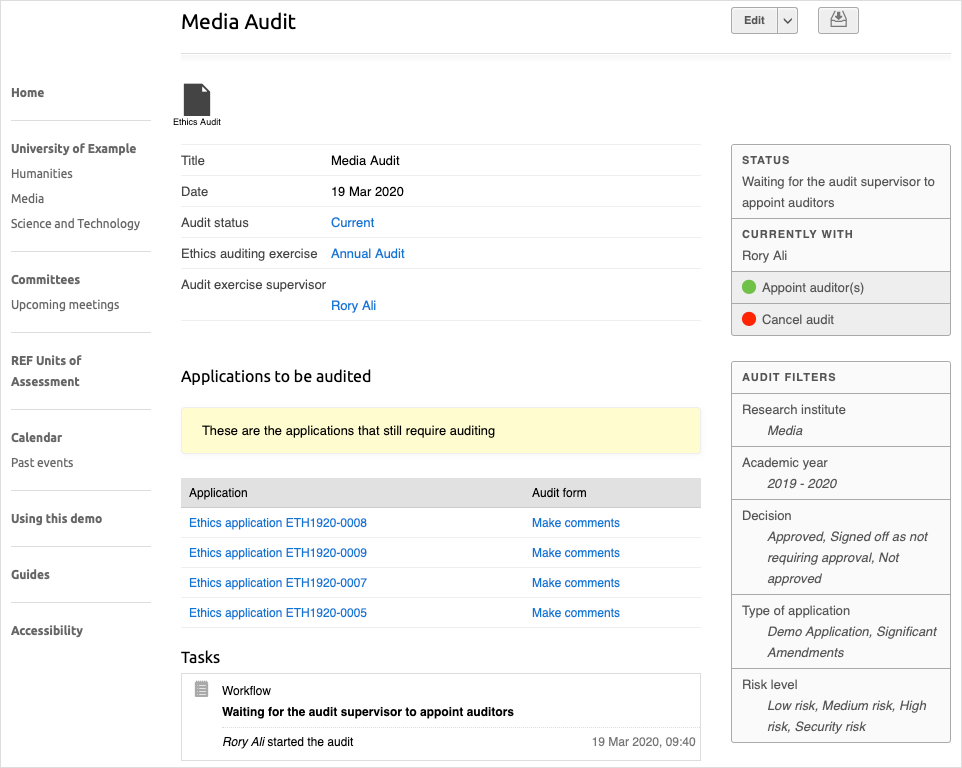 Media Audit
Edit
Home
University of Example
Humanities
Media
Science and Technology
Committees
Upcoming meetings
REF Units of
Assessment
Calendar
Past events
Using this demo
Guides
Accessibility
Ethics Audit
Title Media Audit
Date 19 Mar 2020
Audit status Current
Ethics auditing exercise Annual Audit
Audit exercise supervisor
Rory Ali
Applications to be audited
These are the applications that still require auditing
Application Audit form
Ethics application ETH1920-0008 Make comments
Ethics application ETH1920-0009 Make comments
Ethics application ETH1920-0007 Make comments
Ethics application ETH1920-0005 Make comments
Tasks
Workflow
Waiting for the audit supervisor to appoint auditors
Rory Ali started the audit 19 Mar 2020, 09:40
STATUS
Waiting for the audit supervisor to
appoint auditors
CURRENTLY WITH
Rory Ali
Appoint auditor(s)
Cancel audit
AUDIT FILTERS
Research institute
Media
Academic year
2019 - 2020
Decision
Approved, Signed off as not
requiring approval, Not
approved
Type of application
Demo Application, Significant
Amendments
Risk level
Low risk, Medium risk, High
risk, Security risk